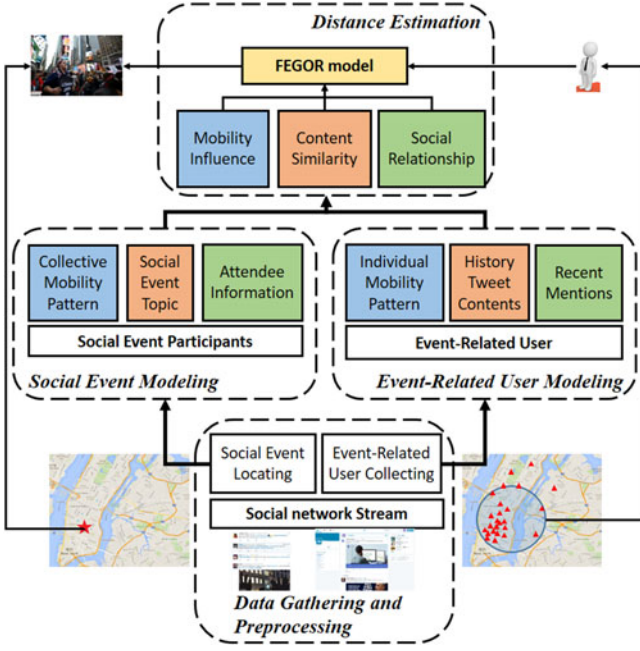 Distance Estimation
FEGOR model
Mobility
Influence
Content
Similarity
Social
Relationship
Collective
Mobility
Pattern
Social
Event
Topic
Attendee
Information
Social Event Participants
Social Event Modeling
Individual
Mobility
Pattern
History
Tweet
Contents
Recent
Mentions
Event-Related User
Event-Related User Modeling
Social Event
Locating
Event-Related
User Collecting
Social network Stream
Data Gathering and
Preprocessing